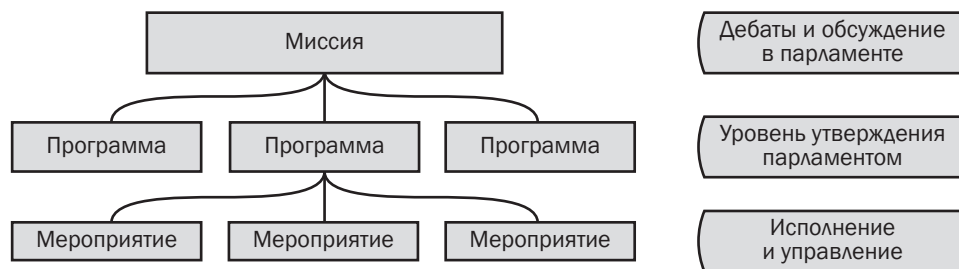 Миссия
Дебаты и обсуждение
в парламенте
Программа
Программа
Программа
Уровень утверждения
парламентом
Мероприятие
Мероприятие
Мероприятие
Исполнение
и управление